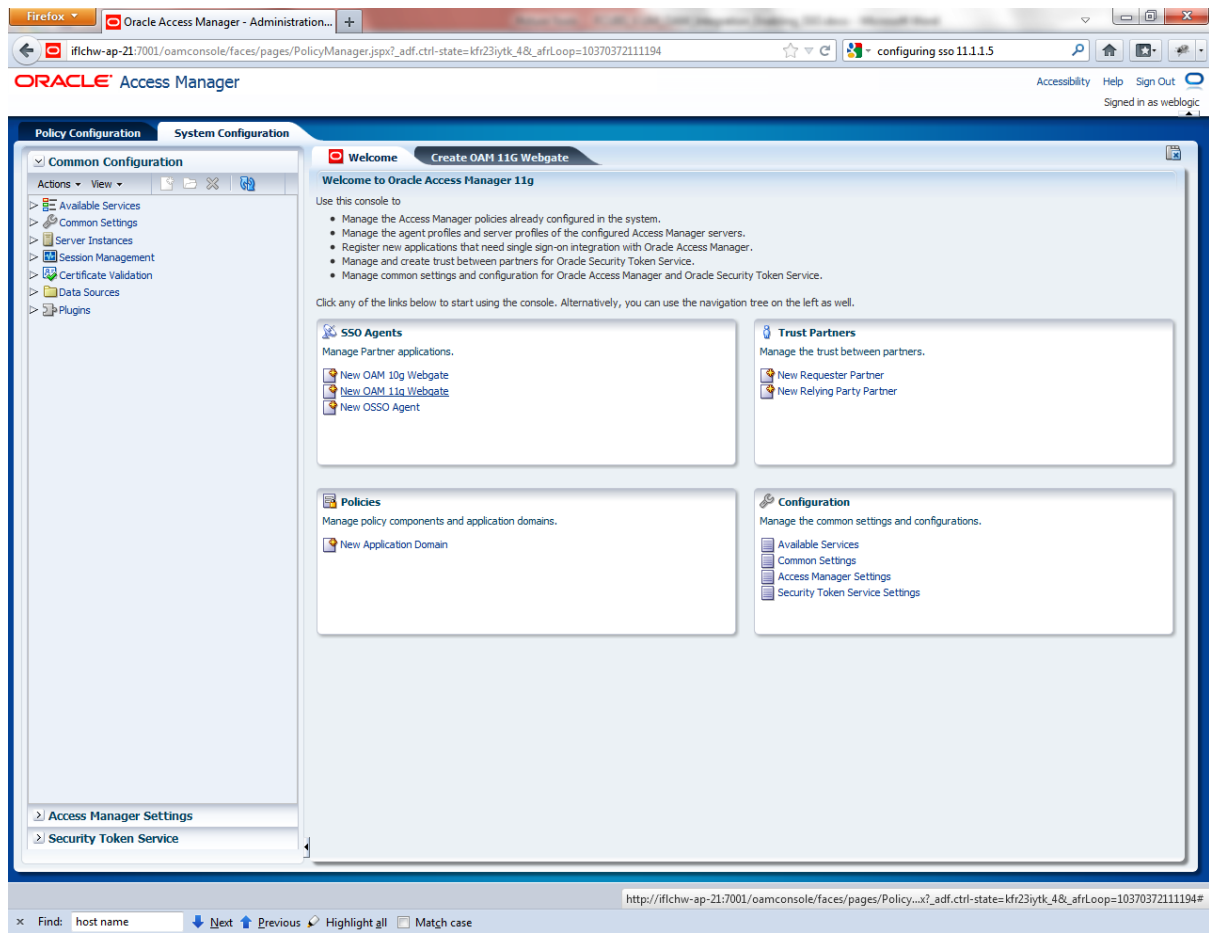 Firefox
Oracle Access Manager - Administration...
iflchw-ap-21:7001/oamconsole/faces/pages/PolicyManager.jspx?_adf.ctrl-state=kfr23iytk_4&_afrLoop=10370372111194
configuring sso 11.1.1.5
ORACLE Access Manager
Accessibility Help Sign Out
Signed in as weblogic
Policy Configuration System Configuration
Common Configuration
Actions View
Available Services
Common Settings
Server Instances
Session Management
Certificate Validation
Data Sources
Plugins
Access Manager Settings
Security Token Service
Welcome Create OAM 11G Webgate
Welcome to Oracle Access Manager 11g
Use this console to
• Manage the Access Manager policies already configured in the system.
• Manage the agent profiles and server profiles of the configured Access Manager servers.
• Register new applications that need single sign-on integration with Oracle Access Manager.
• Manage and create trust between partners for Oracle Security Token Service.
• Manage common settings and configuration for Oracle Access Manager and Oracle Security Token Service.
Click any of the links below to start using the console. Alternatively, you can use the navigation tree on the left as well.
SSO Agents
Manage Partner applications.
New OAM 10g Webgate
New OAM 11g Webgate
New OSSO Agent
Trust Partners
Manage the trust between partners.
New Requester Partner
New Relying Party Partner
Policies
Manage policy components and application domains.
New Application Domain
Configuration
Manage the common settings and configurations.
Available Services
Common Settings
Access Manager Settings
Security Token Service Settings
http://iflchw-ap-21:7001/oamconsole/faces/pages/Policy...x?_adf.ctrl-state=kfr23iytk_4&_afrLoop=10370372111194#
× Find: host name Next Previous Highlight all Match case